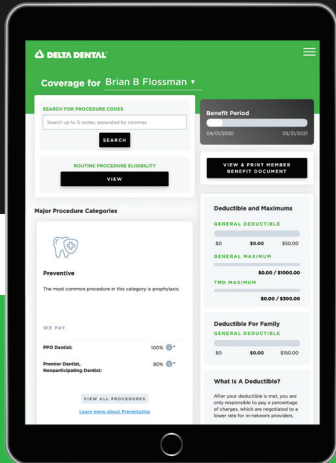 DELTA DENTAL
Coverage for Brian B Flossman
SEARCH FOR PROCEDURE CODES
Search up to 5 codes, separated by commas
SEARCH
ROUTINE PROCEDURE ELIGIBILITY
VIEW
Benefit Period
04/01/2020 03/31/2021
VIEW & PRINT MEMBER
BENEFIT DOCUMENT
Major Procedure Categories
Preventive
The most common procedure in this category is prophylaxis.
WE PAY
PPO Dentist: 100%
Premier Dentist,
Nonparticipating Dentist: 80%
VIEW ALL PROCEDURES
Learn more about Preventative
Deductible and Maximums
GENERAL DEDUCTIBLE
$0 $0.00 $50.00
GENERAL MAXIMUM
$0.00 / $1000.00
TMD MAXIMUM
$0.00 / $300.00
Deductible For Family
GENERAL DEDUCTIBLE
$0 $0.00 $150.00
What Is A Deductible?
After your deductible is met, you are
only responsible to pay a percentage
of charges, which are negotiated to a
lower rate for in-network providers.